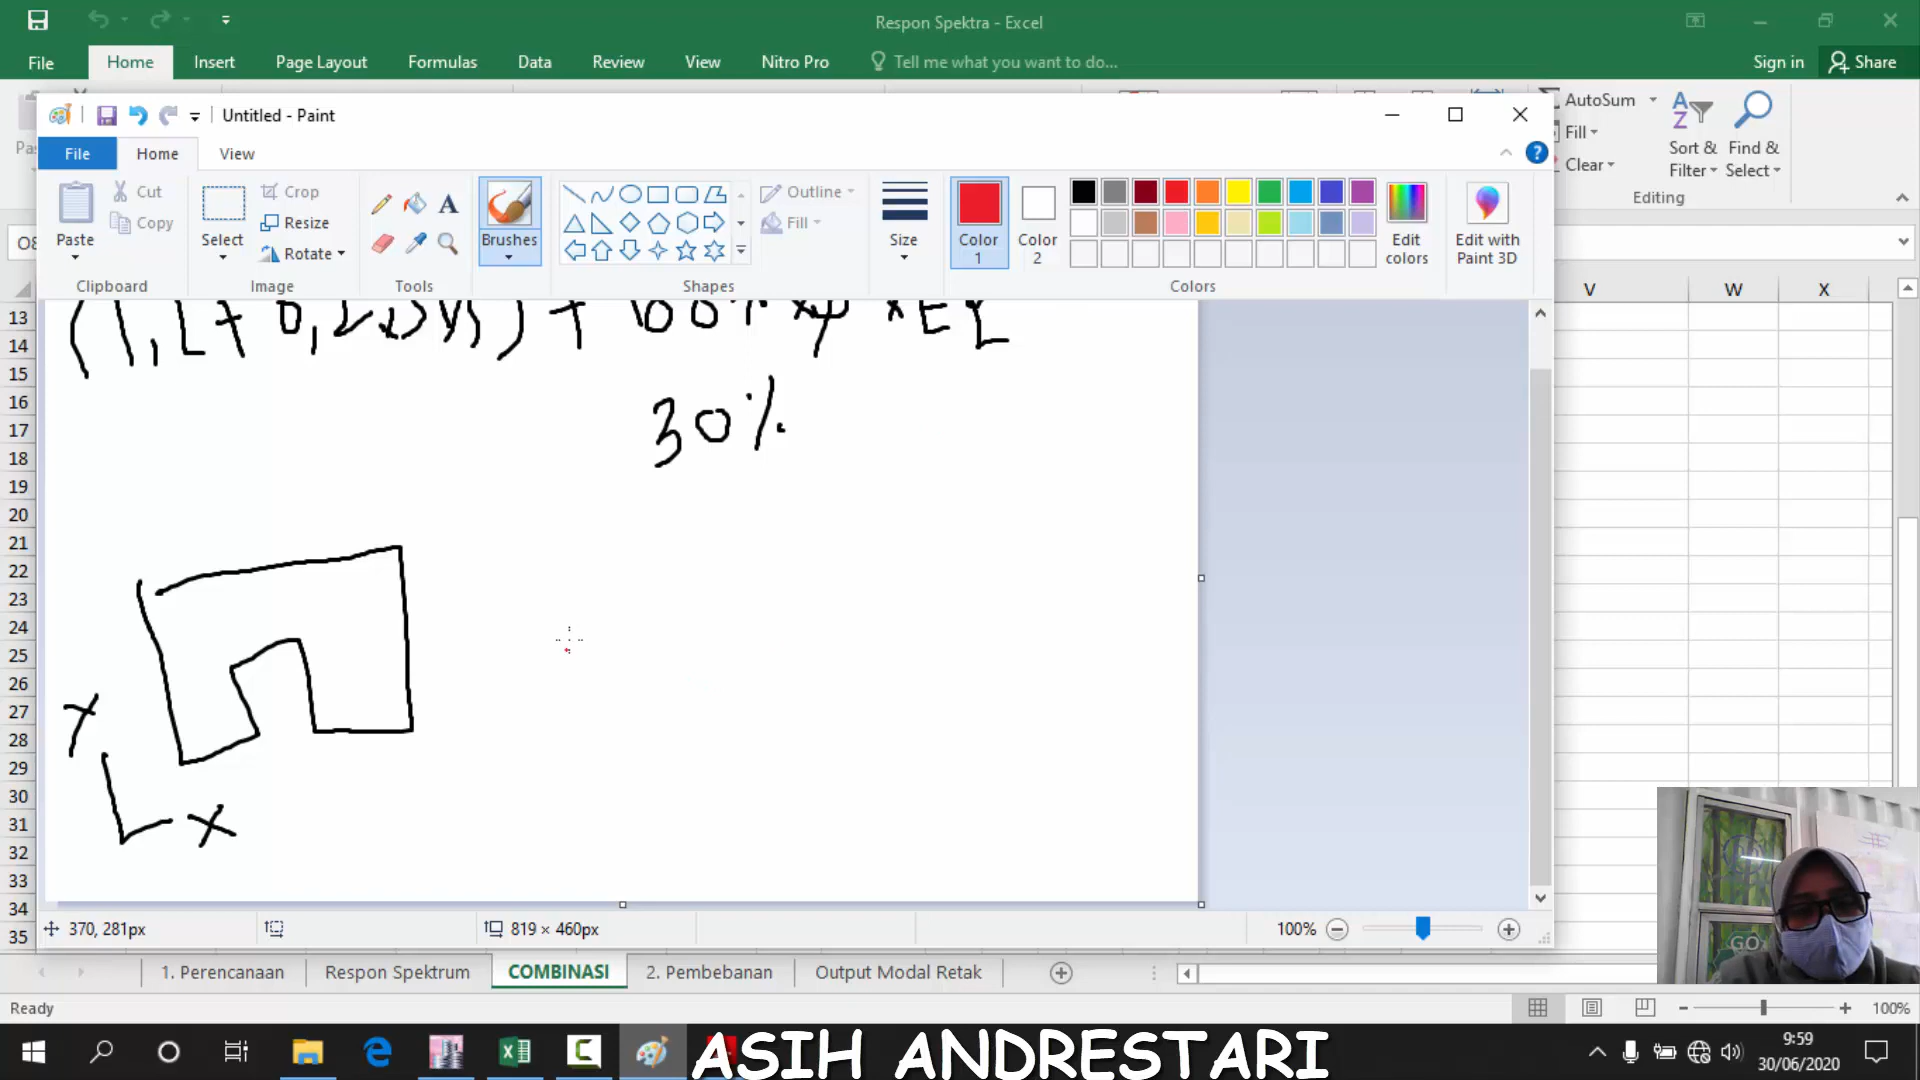 Respon Spektra - Excel
File Home Insert Page Layout Formulas Data Review View Nitro Pro Tell me what you want to do... Sign in Share
Untitled - Paint
File Home View
AutoSum
Fill
Clear
Sort & Filter
Find & Select
Editing
Paste
Cut
Copy
Clipboard
Select
Crop
Resize
Rotate
Image
Tools
Brushes
Outline
Fill
Shapes
Size
Color 1
Color 2
Edit colors
Edit with Paint 3D
Colors
V W X
13
14
15
16
17
18
19
20
21
22
23
24
25
26
27
28
29
30
31
32
33
34
35
30%
Y
X
GO
370, 281px
819 × 460px
100%
1. Perencanaan Respon Spektrum COMBINASI 2. Pembebanan Output Modal Retak
Ready
100%
ASIH ANDRESTARI
9:59
30/06/2020